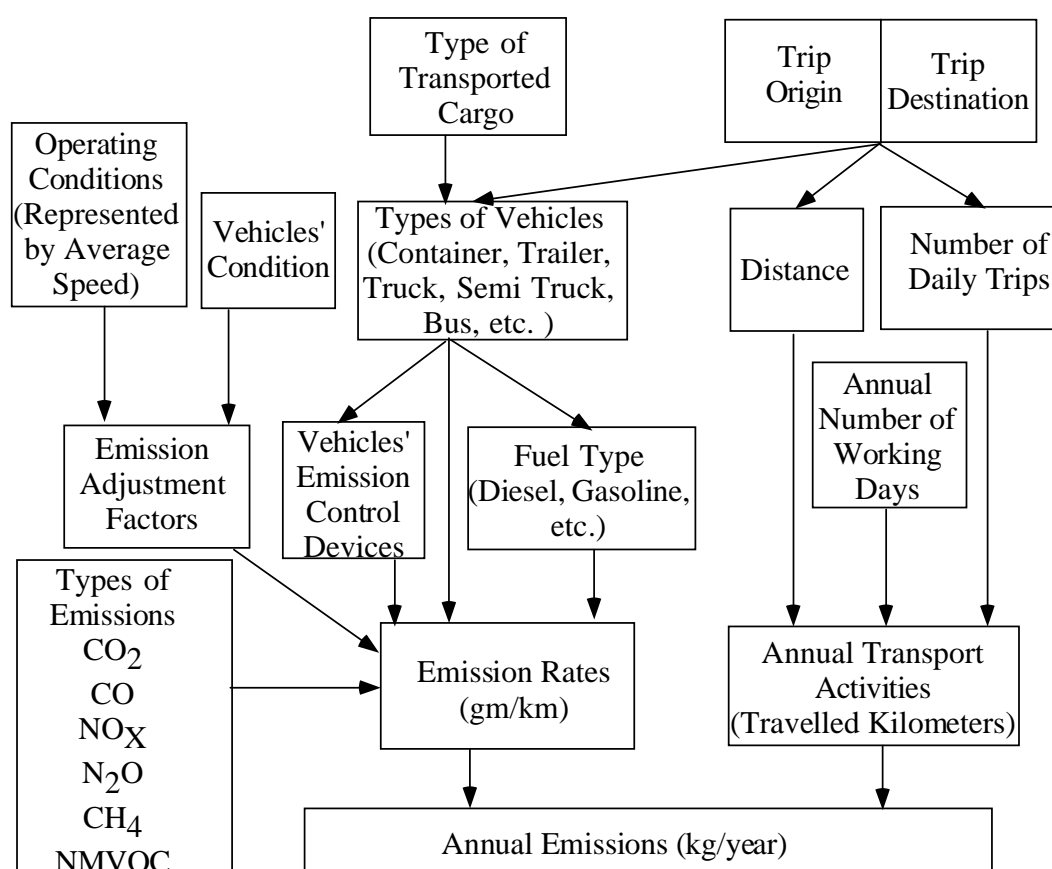 Type of
Transported
Cargo
Trip
Origin
Trip
Destination
Operating
Conditions
(Represented
by Average
Speed)
Vehicles'
Condition
Types of Vehicles
(Container, Trailer,
Truck, Semi Truck,
Bus, etc. )
Distance
Number of
Daily Trips
Annual
Number of
Working
Days
Emission
Adjustment
Factors
Vehicles'
Emission
Control
Devices
Fuel Type
(Diesel, Gasoline,
etc.)
Types of
Emissions
CO2
CO
NOX
N2O
CH4
NMVOC
Emission Rates
(gm/km)
Annual Transport
Activities
(Travelled Kilometers)
Annual Emissions (kg/year)